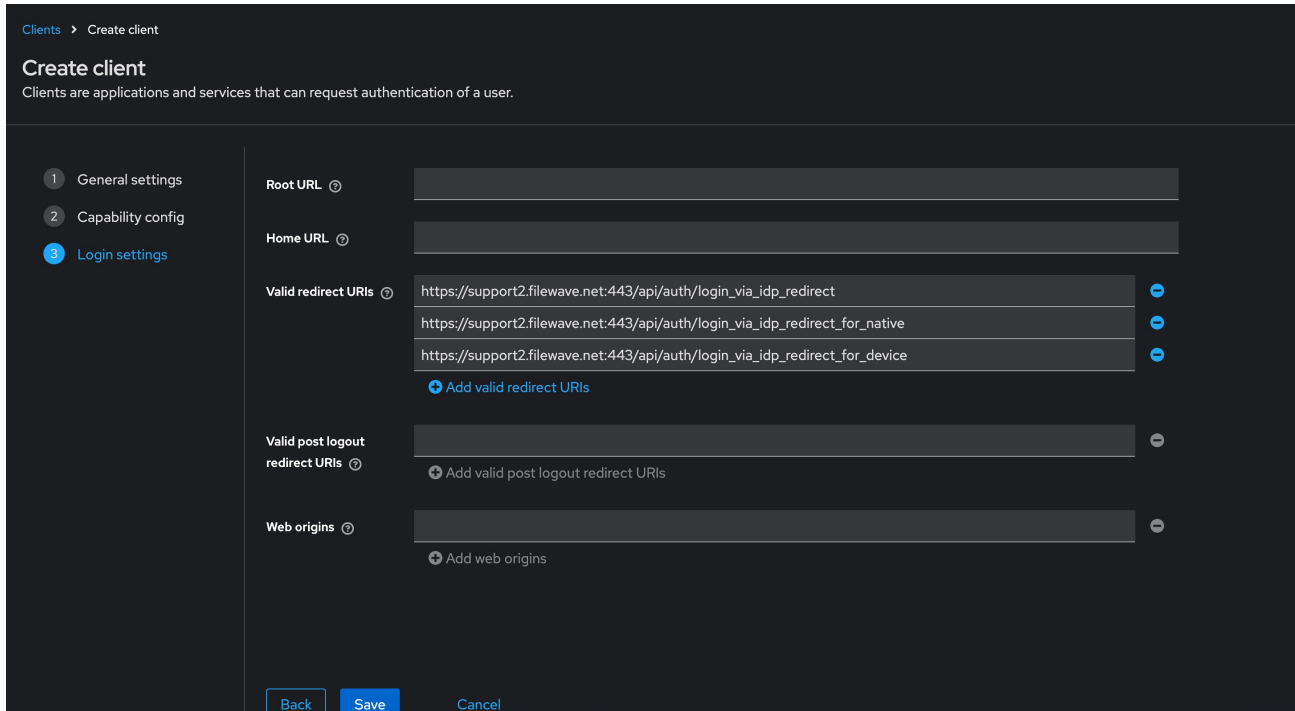 Clients > Create client
Create client
Clients are applications and services that can request authentication of a user.
1 General settings
2 Capability config
3 Login settings
Root URL
Home URL
Valid redirect URIs
https://support2.filewave.net:443/api/auth/login_via_idp_redirect
https://support2.filewave.net:443/api/auth/login_via_idp_redirect_for_native
https://support2.filewave.net:443/api/auth/login_via_idp_redirect_for_device
Add valid redirect URIs
Valid post logout
redirect URIs
Add valid post logout redirect URIs
Web origins
Add web origins
Back Save Cancel